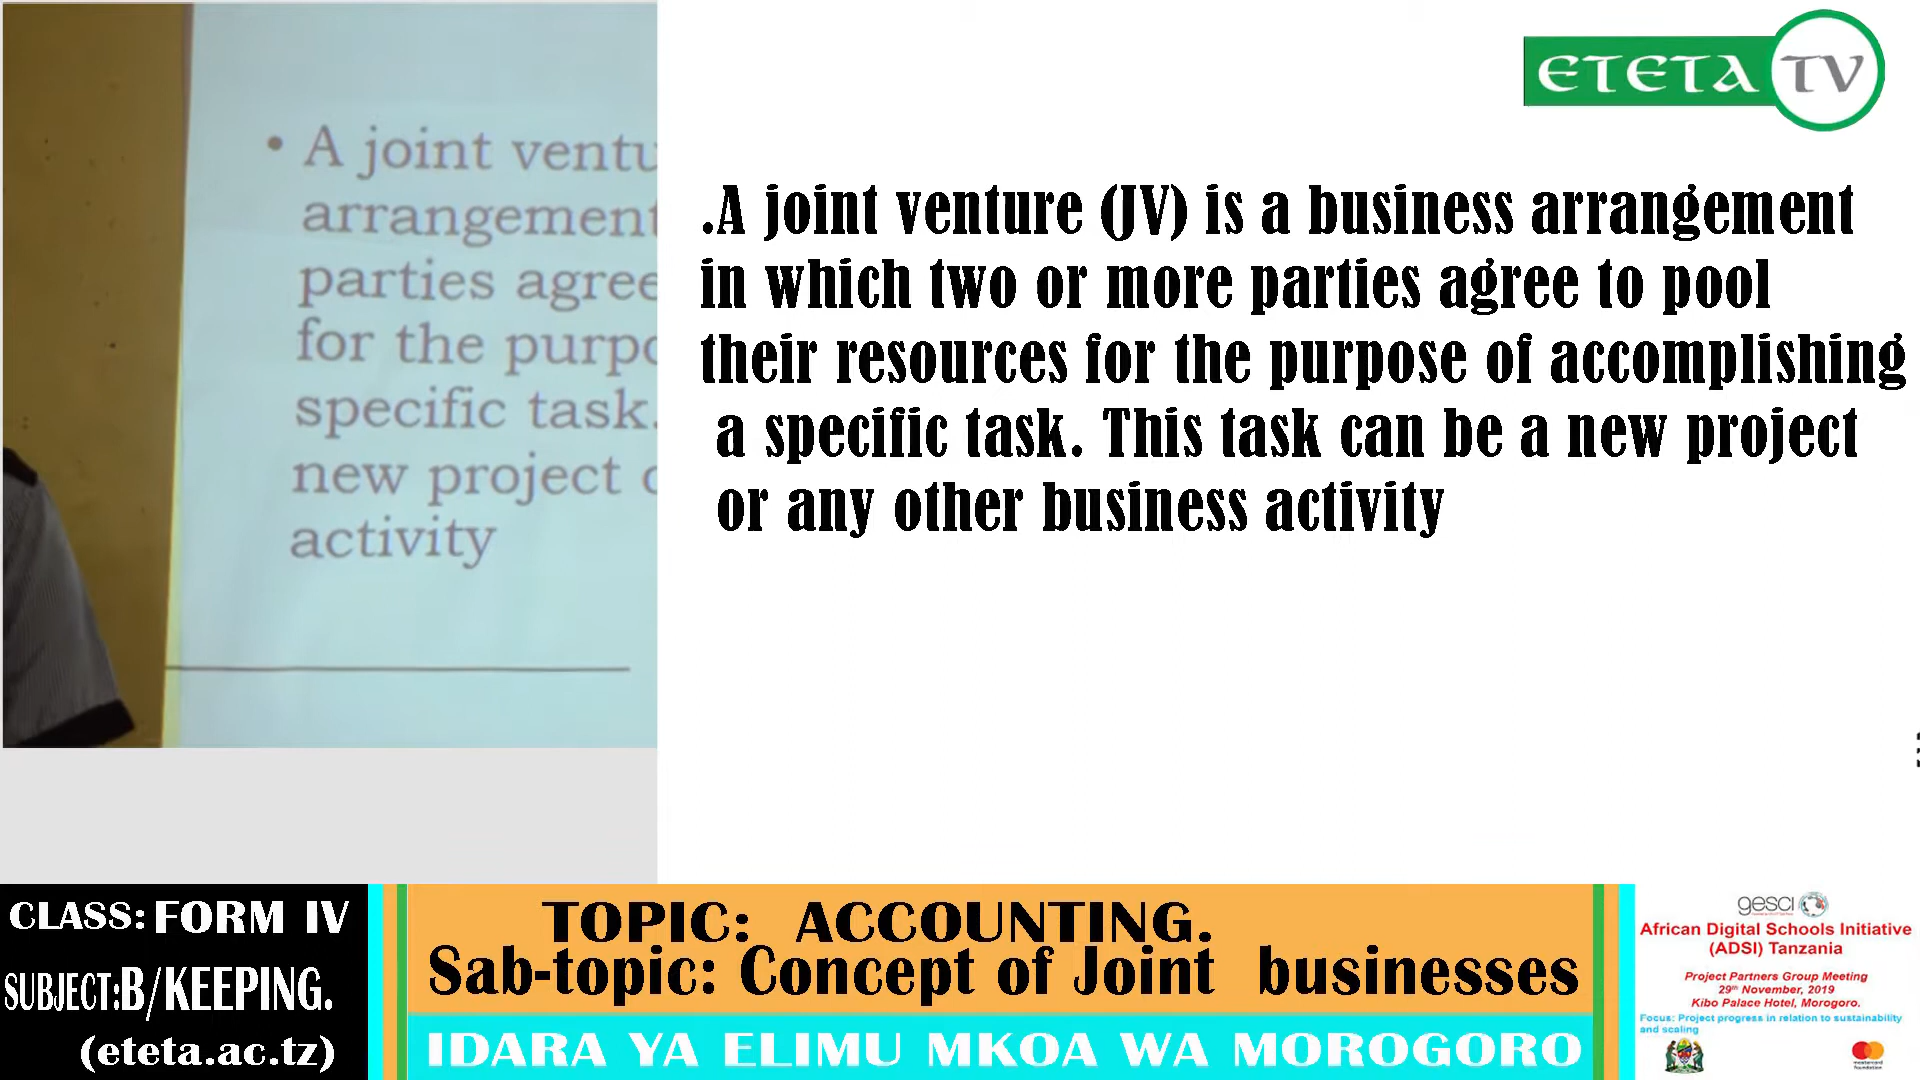 • A joint ventu
arrangement
parties agree
for the purpo
specific task.
new project
activity
ETETA TV
.A joint venture (JV) is a business arrangement
in which two or more parties agree to pool
their resources for the purpose of accomplishing
a specific task. This task can be a new project
or any other business activity
CLASS: FORM IV
SUBJECT:B/KEEPING.
(eteta.ac.tz)
TOPIC: ACCOUNTING.
Sab-topic: Concept of Joint businesses
IDARA YA ELIMU MKOA WA MOROGORO
gesci
African Digital Schools Initiative
(ADSI) Tanzania
Project Partners Group Meeting
29th November, 2019
Kibo Palace Hotel, Morogoro.
Focus: Project progress in relation to sustainability
and scaling
mastercard
foundation